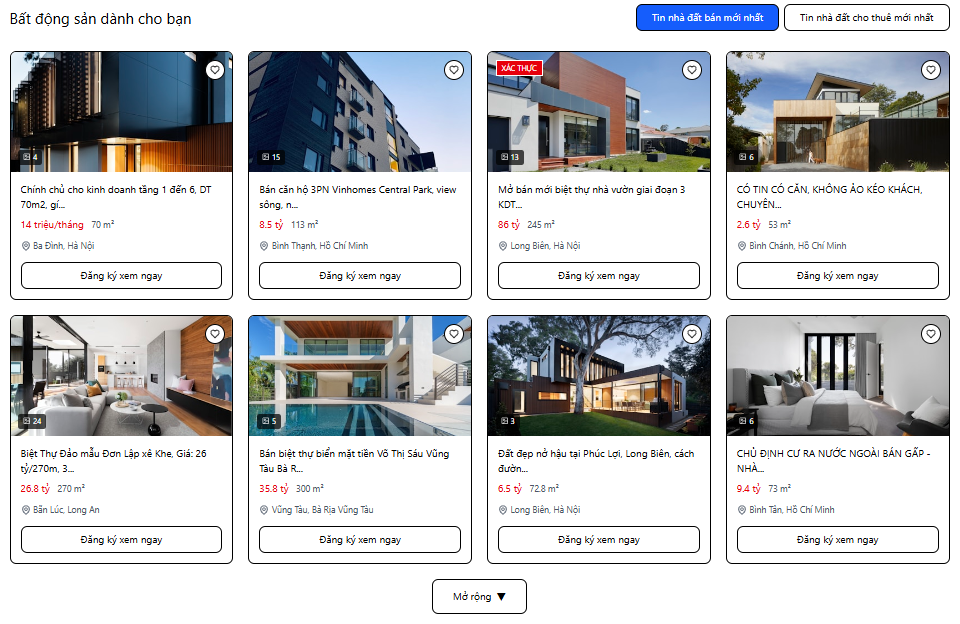 Bất động sản dành cho bạn
Tin nhà đất bán mới nhất
Tin nhà đất cho thuê mới nhất
4
15
XÁC THỰC
13
6
Chính chủ cho kinh doanh tầng 1 đến 6, DT
70m2, gí...
14 triệu/tháng 70 m²
Ba Đình, Hà Nội
Đăng ký xem ngay
Bán căn hộ 3PN Vinhomes Central Park, view
sông, n...
8.5 tỷ 113 m²
Bình Thạnh, Hồ Chí Minh
Đăng ký xem ngay
Mở bán mới biệt thự nhà vườn giai đoạn 3
KDT...
86 tỷ 245 m²
Long Biên, Hà Nội
Đăng ký xem ngay
CÓ TIN CÓ CĂN, KHÔNG ẢO KÉO KHÁCH,
CHUYÊN...
2.6 tỷ 53 m²
Bình Chánh, Hồ Chí Minh
Đăng ký xem ngay
24
5
3
6
Biệt Thự Đảo mẫu Đơn Lập xẻ Khe, Giá: 26
tỷ/270m, 3...
26.8 tỷ 270 m²
Bến Lức, Long An
Đăng ký xem ngay
Bán biệt thự biển mặt tiền Võ Thị Sáu Vũng
Tàu Bà R...
35.8 tỷ 300 m²
Vũng Tàu, Bà Rịa Vũng Tàu
Đăng ký xem ngay
Đất đẹp nở hậu tại Phúc Lợi, Long Biên, cách
đườn...
6.5 tỷ 72.8 m²
Long Biên, Hà Nội
Đăng ký xem ngay
CHỦ ĐỊNH CƯ RA NƯỚC NGOÀI BÁN GẤP -
NHÀ...
9.4 tỷ 73 m²
Bình Tân, Hồ Chí Minh
Đăng ký xem ngay
Mở rộng ▼